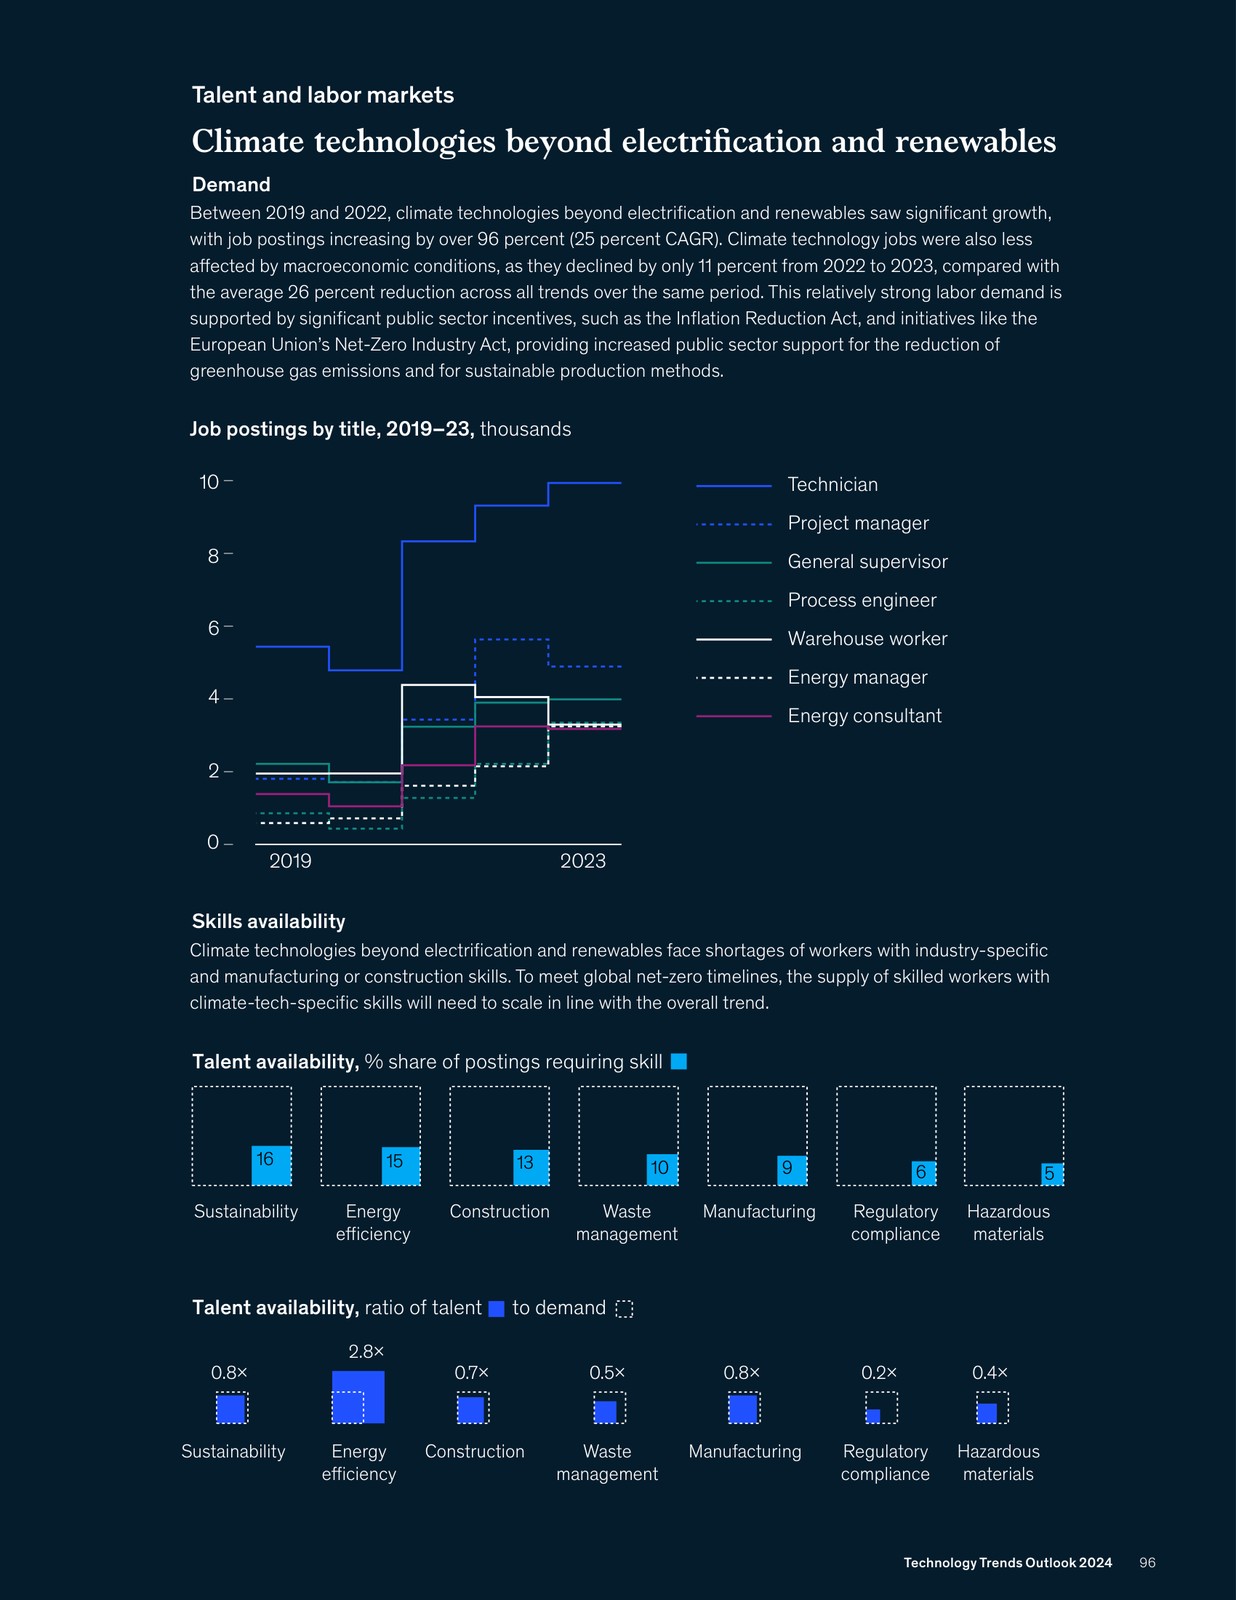 Talent and labor markets
Climate technologies beyond electrification and renewables
Demand
Between 2019 and 2022, climate technologies beyond electrification and renewables saw significant growth,
with job postings increasing by over 96 percent (25 percent CAGR). Climate technology jobs were also less
affected by macroeconomic conditions, as they declined by only 11 percent from 2022 to 2023, compared with
the average 26 percent reduction across all trends over the same period. This relatively strong labor demand is
supported by significant public sector incentives, such as the Inflation Reduction Act, and initiatives like the
European Union’s Net-Zero Industry Act, providing increased public sector support for the reduction of
greenhouse gas emissions and for sustainable production methods.
Job postings by title, 2019–23, thousands
10
8
6
4
2
0
2019 2023
Technician
Project manager
General supervisor
Process engineer
Warehouse worker
Energy manager
Energy consultant
Skills availability
Climate technologies beyond electrification and renewables face shortages of workers with industry-specific
and manufacturing or construction skills. To meet global net-zero timelines, the supply of skilled workers with
climate-tech-specific skills will need to scale in line with the overall trend.
Talent availability, % share of postings requiring skill
16 15 13 10 9 6 5
Sustainability Energy Construction Waste Manufacturing Regulatory Hazardous
efficiency management compliance materials
Talent availability, ratio of talent to demand
0.8× 2.8× 0.7× 0.5× 0.8× 0.2× 0.4×
Sustainability Energy Construction Waste Manufacturing Regulatory Hazardous
efficiency management compliance materials
Technology Trends Outlook 2024 96